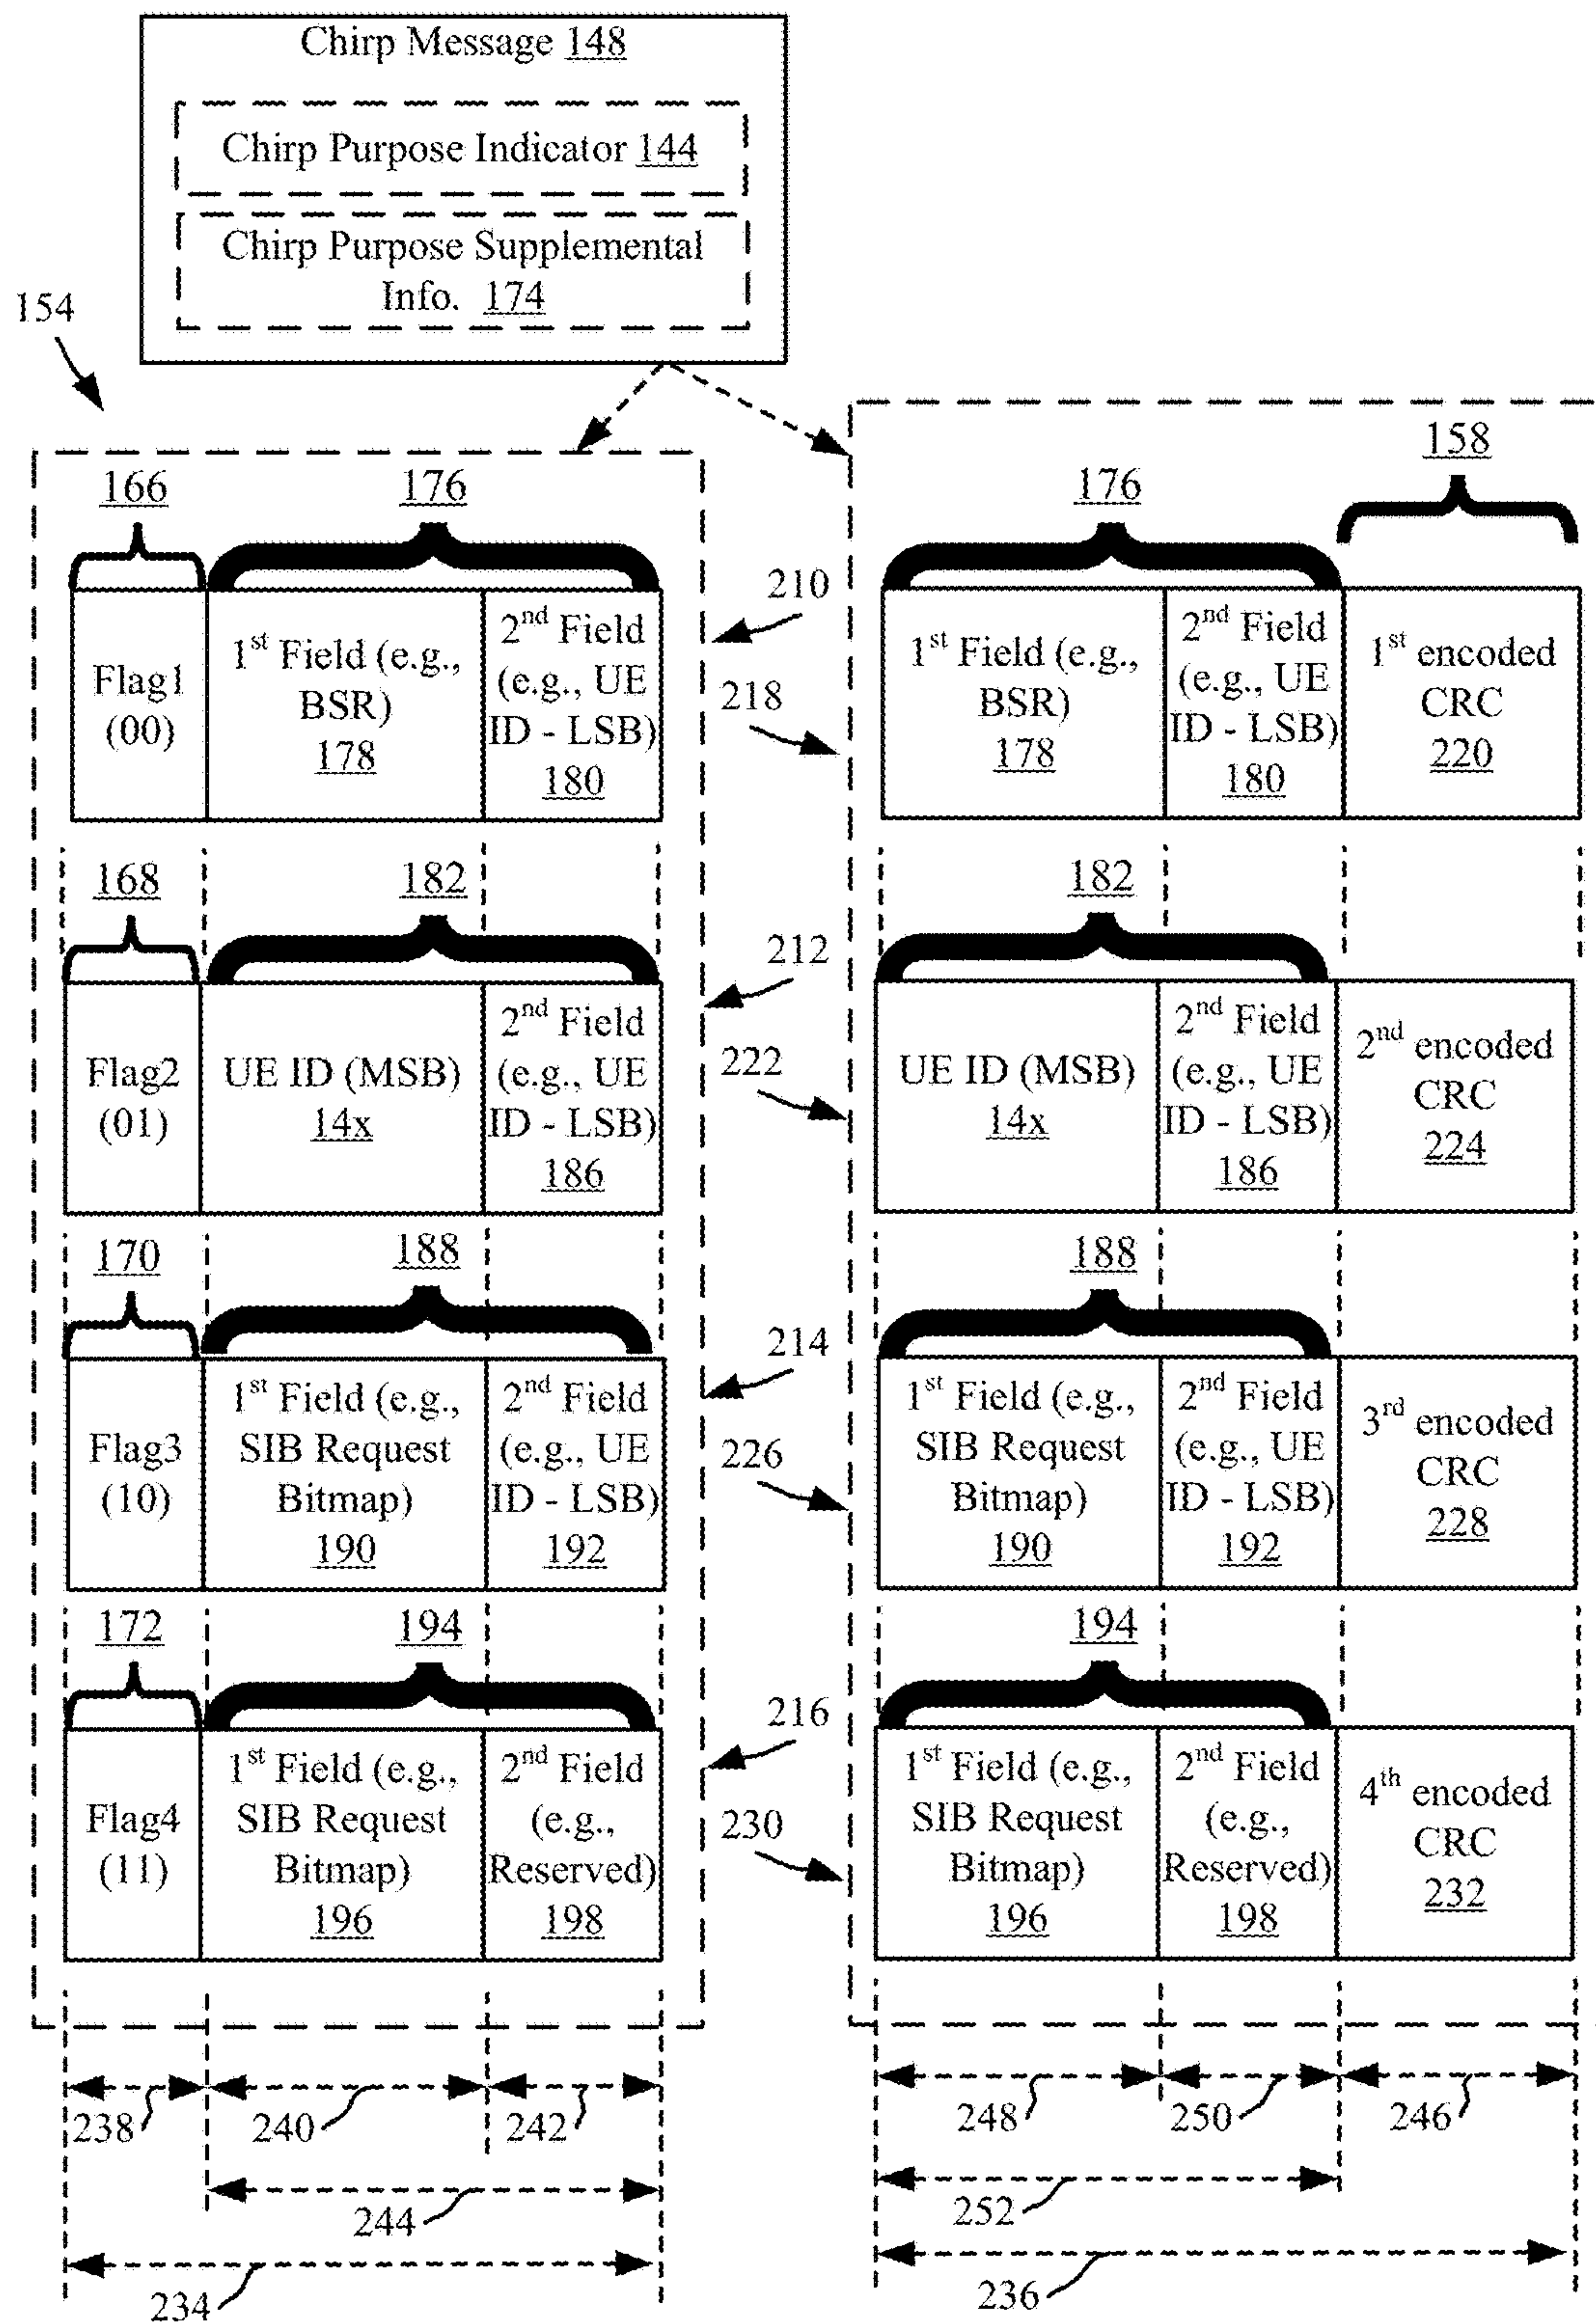 Chirp Message 148
Chirp Purpose Indicator 144
Chirp Purpose Supplemental
Info. 174
154
166
176
Flag1
(00)
1st Field (e.g.,
BSR)
178
2nd Field
(e.g., UE
ID - LSB)
180
210
218
176
158
1st Field (e.g.,
BSR)
178
2nd Field
(e.g., UE
ID - LSB)
180
1st encoded
CRC
220
168
182
Flag2
(01)
UE ID (MSB)
14x
2nd Field
(e.g., UE
ID - LSB)
186
212
222
182
UE ID (MSB)
14x
2nd Field
(e.g., UE
ID - LSB)
186
2nd encoded
CRC
224
170
188
Flag3
(10)
1st Field (e.g.,
SIB Request
Bitmap)
190
2nd Field
(e.g., UE
ID - LSB)
192
214
226
188
1st Field (e.g.,
SIB Request
Bitmap)
190
2nd Field
(e.g., UE
ID - LSB)
192
3rd encoded
CRC
228
172
194
Flag4
(11)
1st Field (e.g.,
SIB Request
Bitmap)
196
2nd Field
(e.g.,
Reserved)
198
216
230
194
1st Field (e.g.,
SIB Request
Bitmap)
196
2nd Field
(e.g.,
Reserved)
198
4th encoded
CRC
232
238
240
242
244
234
248
250
246
252
236